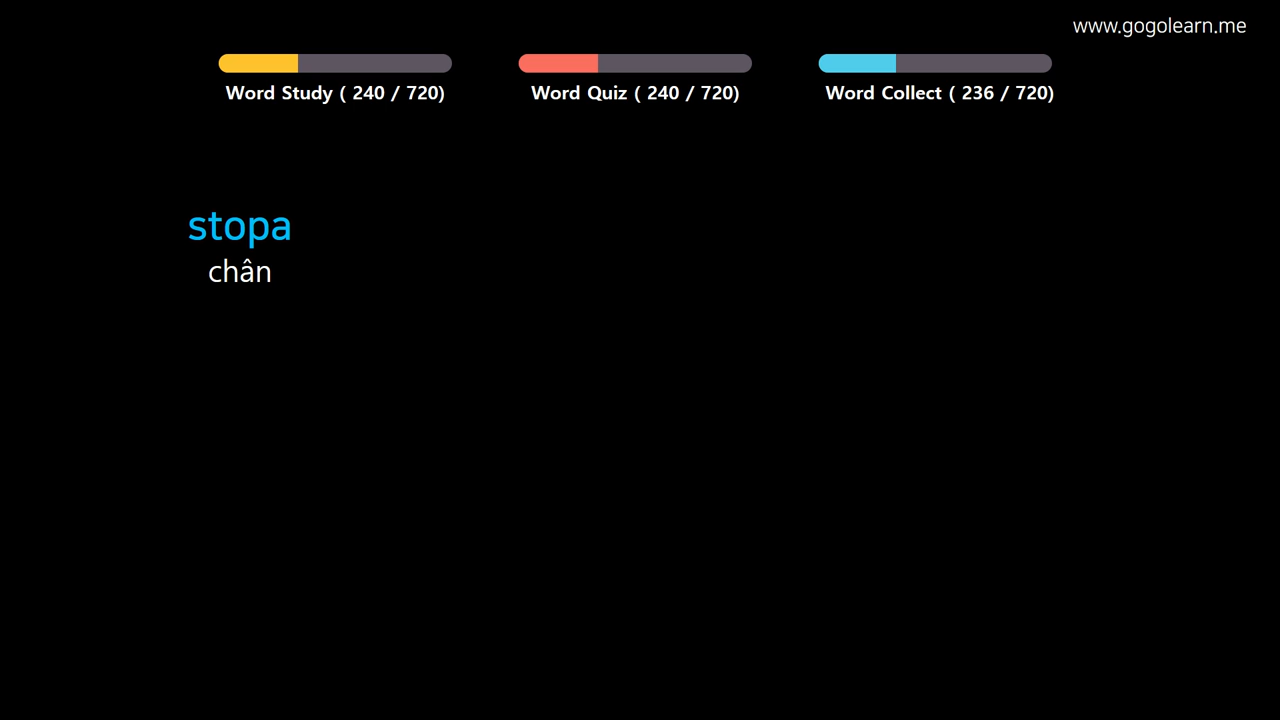 www.gogolearn.me
Word Study ( 240 / 720)
Word Quiz ( 240 / 720)
Word Collect ( 236 / 720)
stopa
chân